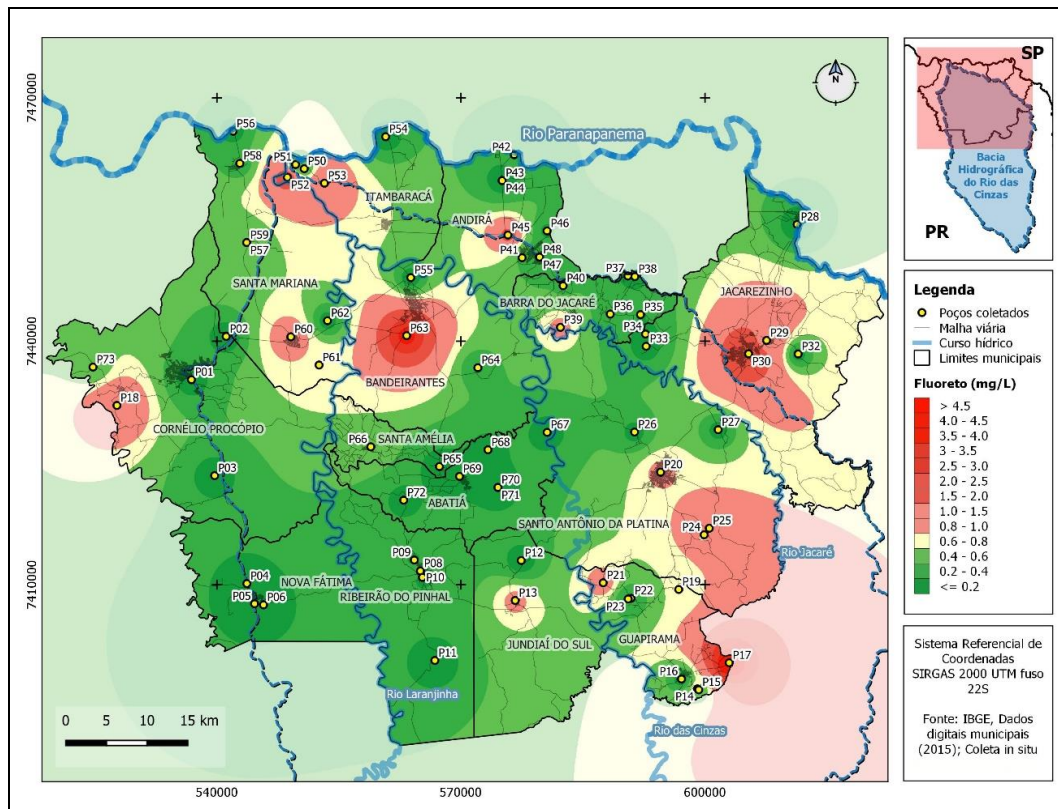 7470000
7440000
7410000
540000
570000
600000
N
Rio Paranapanema
P56
P58
P51
P50
P52
P53
P54
P42
P43
P44
ITAMBARACÁ
ANDIRÁ
P45
P46
P41
P48
P47
P28
P59
P57
SANTA MARIANA
P55
P40
P37
P38
BARRA DO JACARÉ
JACAREZINHO
P62
P60
P63
P39
P36
P35
P34
P33
P29
P30
P32
P02
P61
P64
BANDEIRANTES
P73
P01
P18
CORNÉLIO PROCÓPIO
P66
SANTA AMÉLIA
P68
P67
P26
P27
P65
P69
P03
P70
P71
P72
ABATIÁ
P20
SANTO ANTÔNIO DA PLATINA
P24
P25
Rio Jacaré
P09
P08
P10
P12
P04
NOVA FÁTIMA
RIBEIRÃO DO PINHAL
P05
P06
P21
P19
P22
P23
P13
JUNDIAÍ DO SUL
GUAPIRAMA
P11
P17
P16
P15
P14
Rio Laranjinha
Rio das Cinzas
0 5 10 15 km
SP
Bacia
Hidrográfica
do Rio das
Cinzas
PR
Legenda
Poços coletados
Malha viária
Curso hídrico
Limites municipais
Fluoreto (mg/L)
> 4.5
4.0 - 4.5
3.5 - 4.0
3 - 3.5
2.5 - 3.0
2.0 - 2.5
1.5 - 2.0
1.0 - 1.5
0.8 - 1.0
0.6 - 0.8
0.4 - 0.6
0.2 - 0.4
<= 0.2
Sistema Referencial de
Coordenadas
SIRGAS 2000 UTM fuso
22S
Fonte: IBGE, Dados
digitais municipais
(2015); Coleta in situ